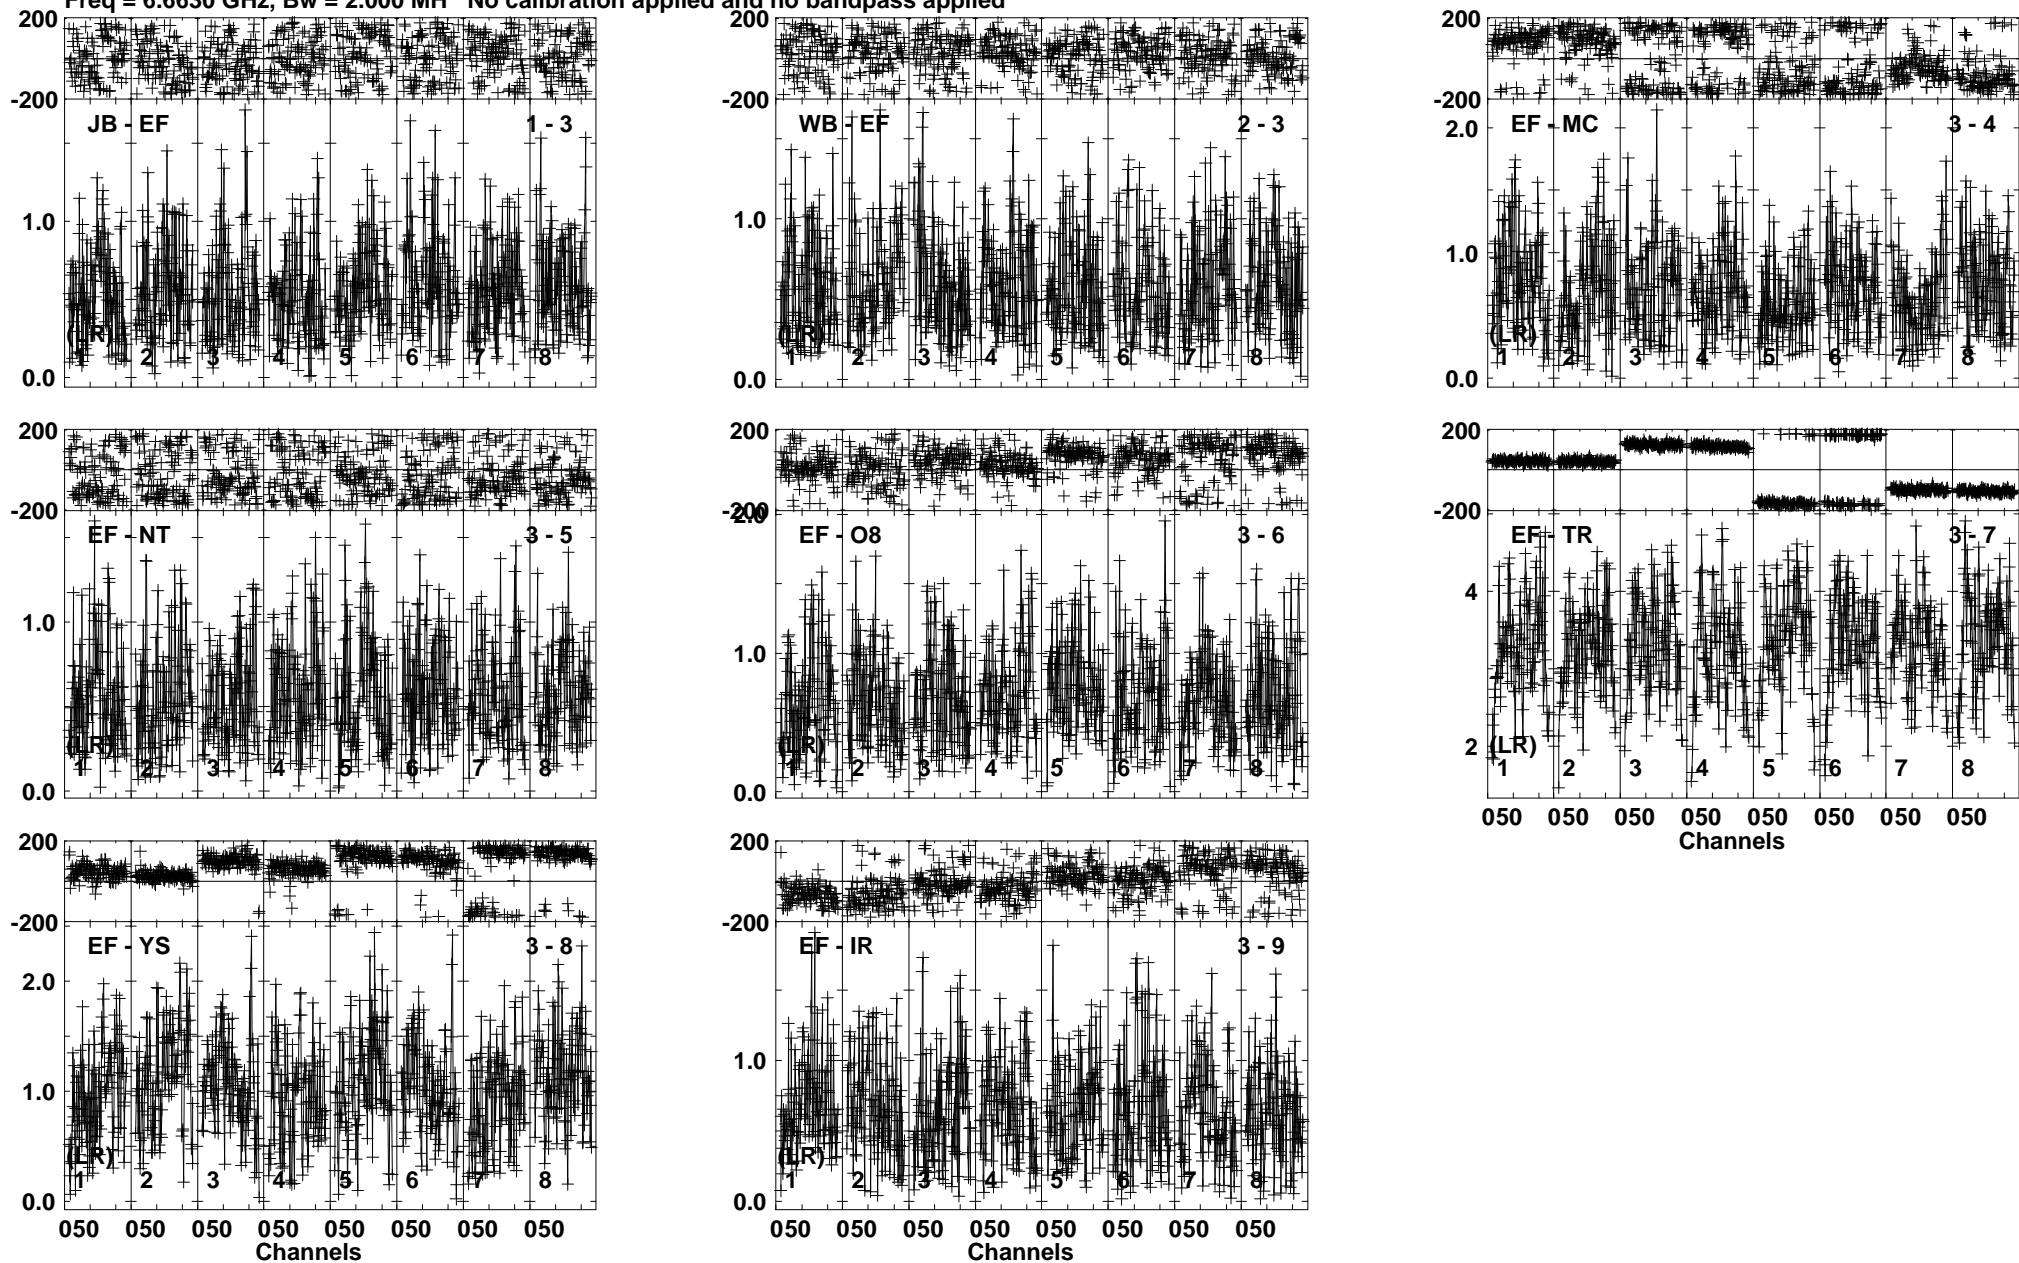 Freq = 6.6630 GHz, Bw = 2.000 MH No calibration applied and no bandpass applied
200
-200
JB - EF 1 - 3
1.0
(LR)
1 2 3 4 5 6 7 8
0.0
200
-200
WB - EF 2 - 3
1.0
(LR)
1 2 3 4 5 6 7 8
0.0
200
-200
EF - MC 3 - 4
2.0
1.0
(LR)
1 2 3 4 5 6 7 8
0.0
200
-200
EF - NT 3 - 5
1.0
(LR)
1 2 3 4 5 6 7 8
0.0
200
-200
2.0
EF - O8 3 - 6
1.0
(LR)
1 2 3 4 5 6 7 8
0.0
200
-200
EF - TR 3 - 7
4
2
(LR)
1 2 3 4 5 6 7 8
050 050 050 050 050 050 050 050
Channels
200
-200
EF - YS 3 - 8
2.0
1.0
(LR)
1 2 3 4 5 6 7 8
0.0
050 050 050 050 050 050 050 050
Channels
200
-200
EF - IR 3 - 9
1.0
(LR)
1 2 3 4 5 6 7 8
0.0
050 050 050 050 050 050 050 050
Channels